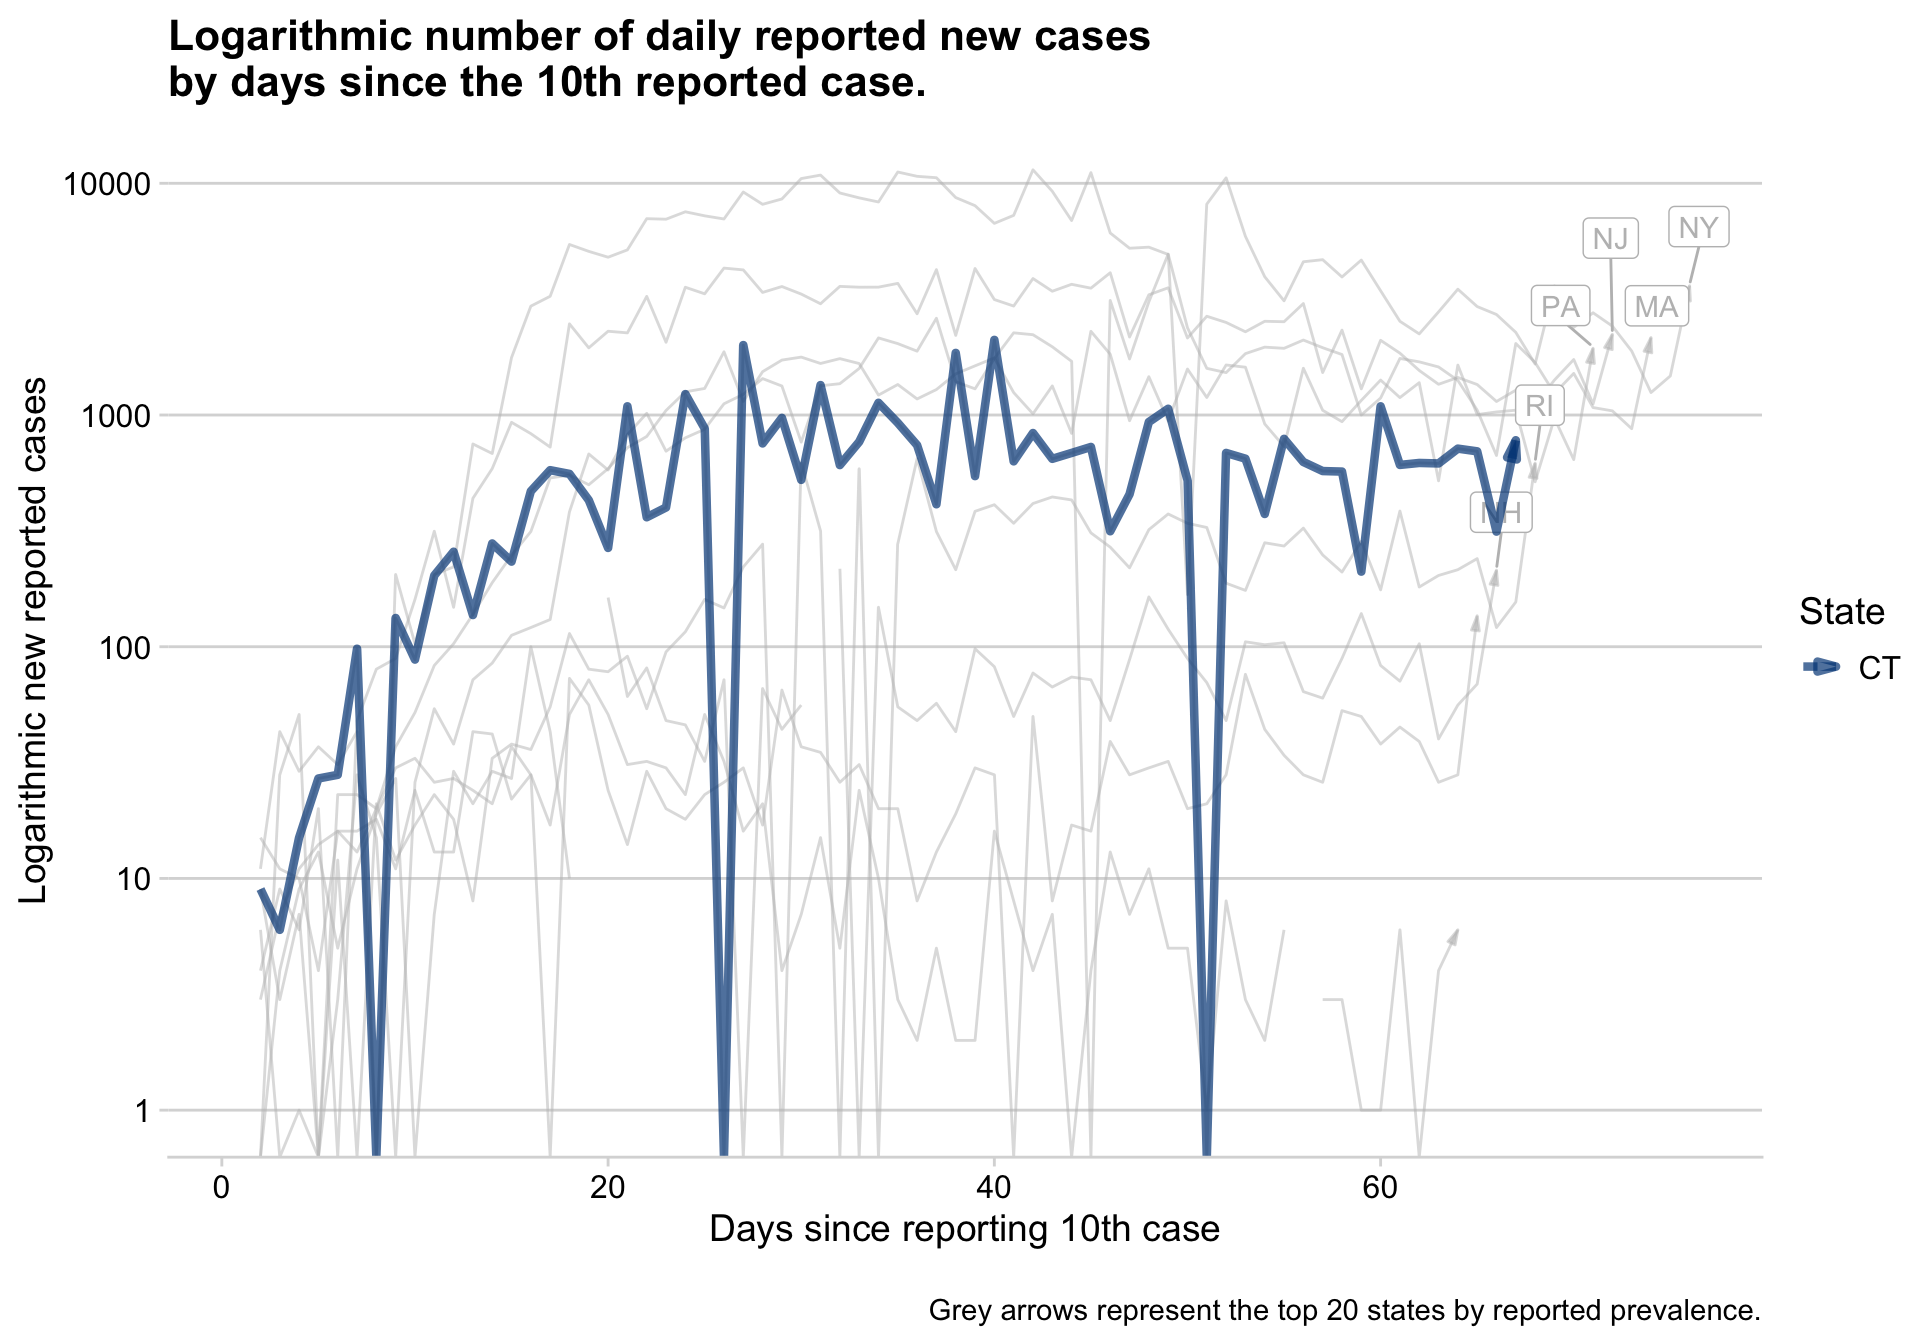 Logarithmic number of daily reported new cases
by days since the 10th reported case.
Logarithmic new reported cases
10000
1000
100
10
1
NY
NJ
PA
MA
RI
NH
State
CT
0
20
40
60
Days since reporting 10th case
Grey arrows represent the top 20 states by reported prevalence.